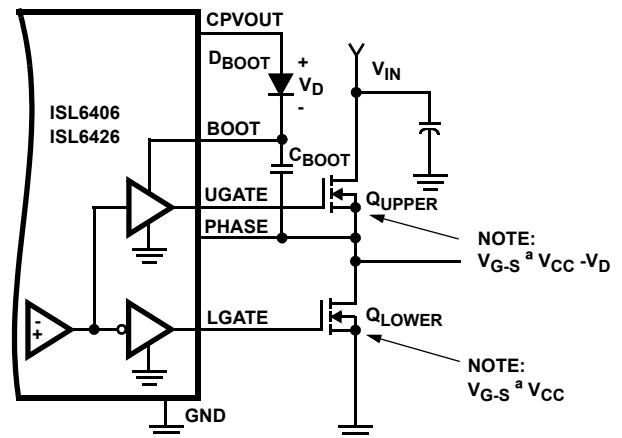 CPVOUT
DBOOT
+
VD
-
VIN
ISL6406
ISL6426
BOOT
CBOOT
UGATE
QUPPER
PHASE
NOTE:
VG-S ª VCC -VD
-
+
LGATE
QLOWER
NOTE:
VG-S ª VCC
GND